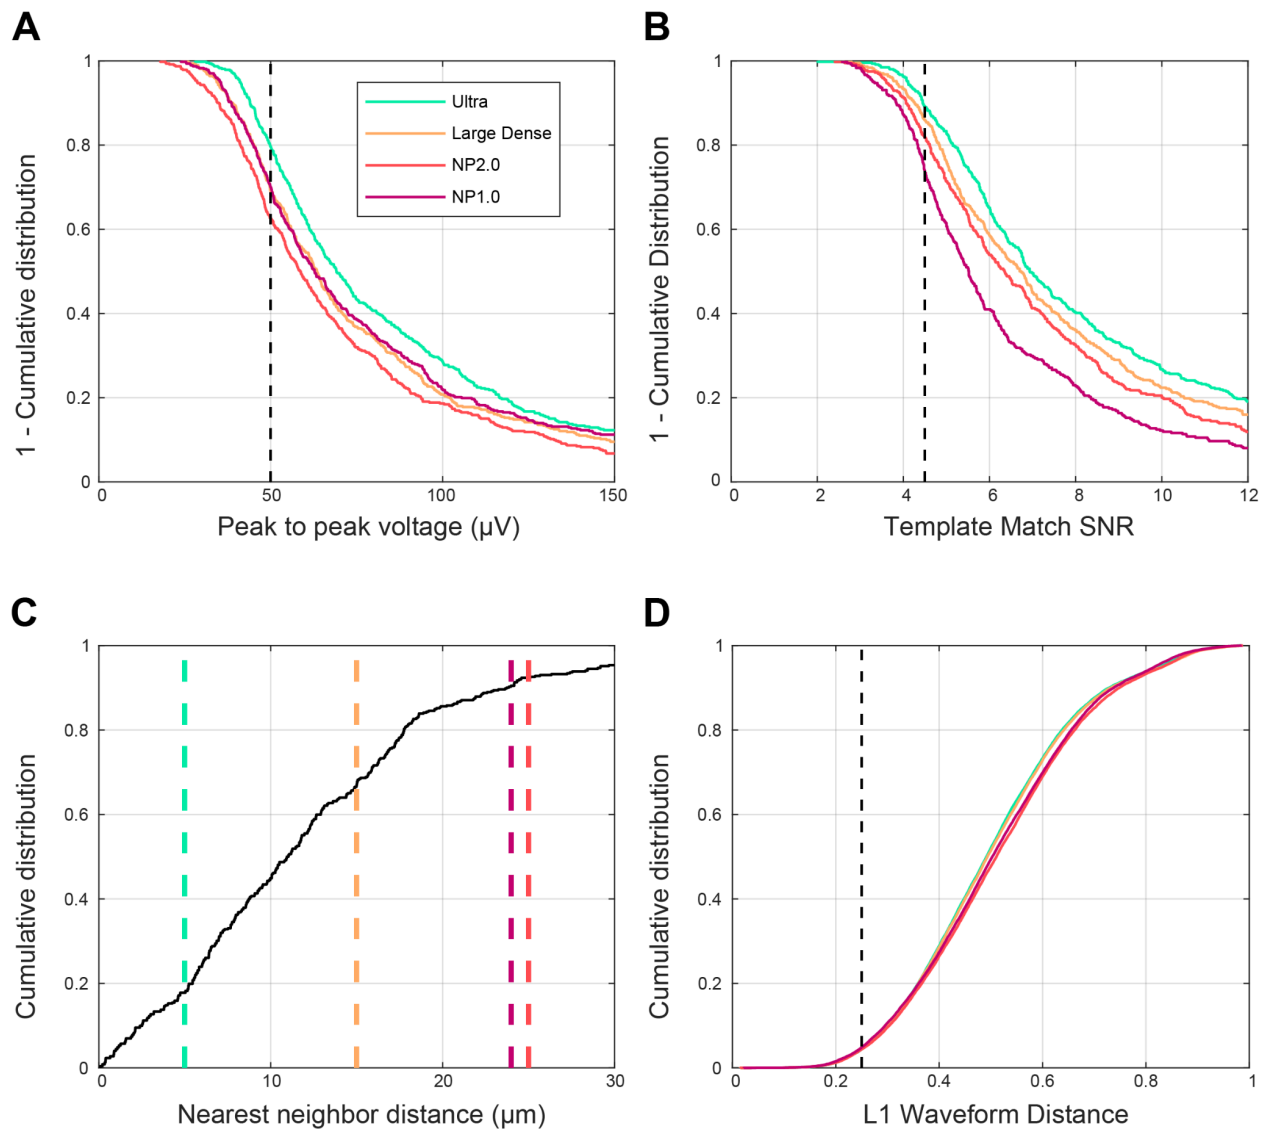 A
1 - Cumulative distribution
1
0.8
0.6
0.4
0.2
0
0
50
100
150
Peak to peak voltage (µV)
Ultra
Large Dense
NP2.0
NP1.0
B
1 - Cumulative Distribution
1
0.8
0.6
0.4
0.2
0
0
2
4
6
8
10
12
Template Match SNR
C
Cumulative distribution
1
0.8
0.6
0.4
0.2
0
0
10
20
30
Nearest neighbor distance (µm)
D
Cumulative distribution
1
0.8
0.6
0.4
0.2
0
0
0.2
0.4
0.6
0.8
1
L1 Waveform Distance